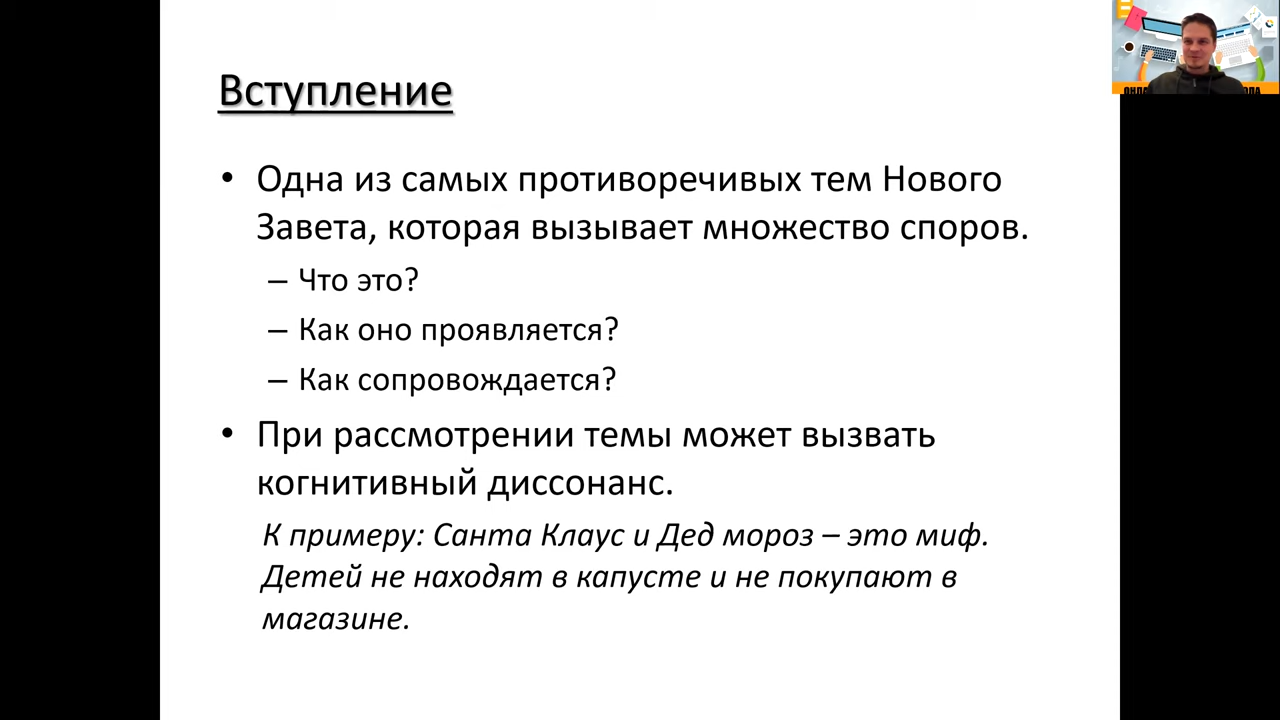 Вступление
• Одна из самых противоречивых тем Нового
Завета, которая вызывает множество споров.
– Что это?
– Как оно проявляется?
– Как сопровождается?
• При рассмотрении темы может вызвать
когнитивный диссонанс.
К примеру: Санта Клаус и Дед мороз – это миф.
Детей не находят в капусте и не покупают в
магазине.